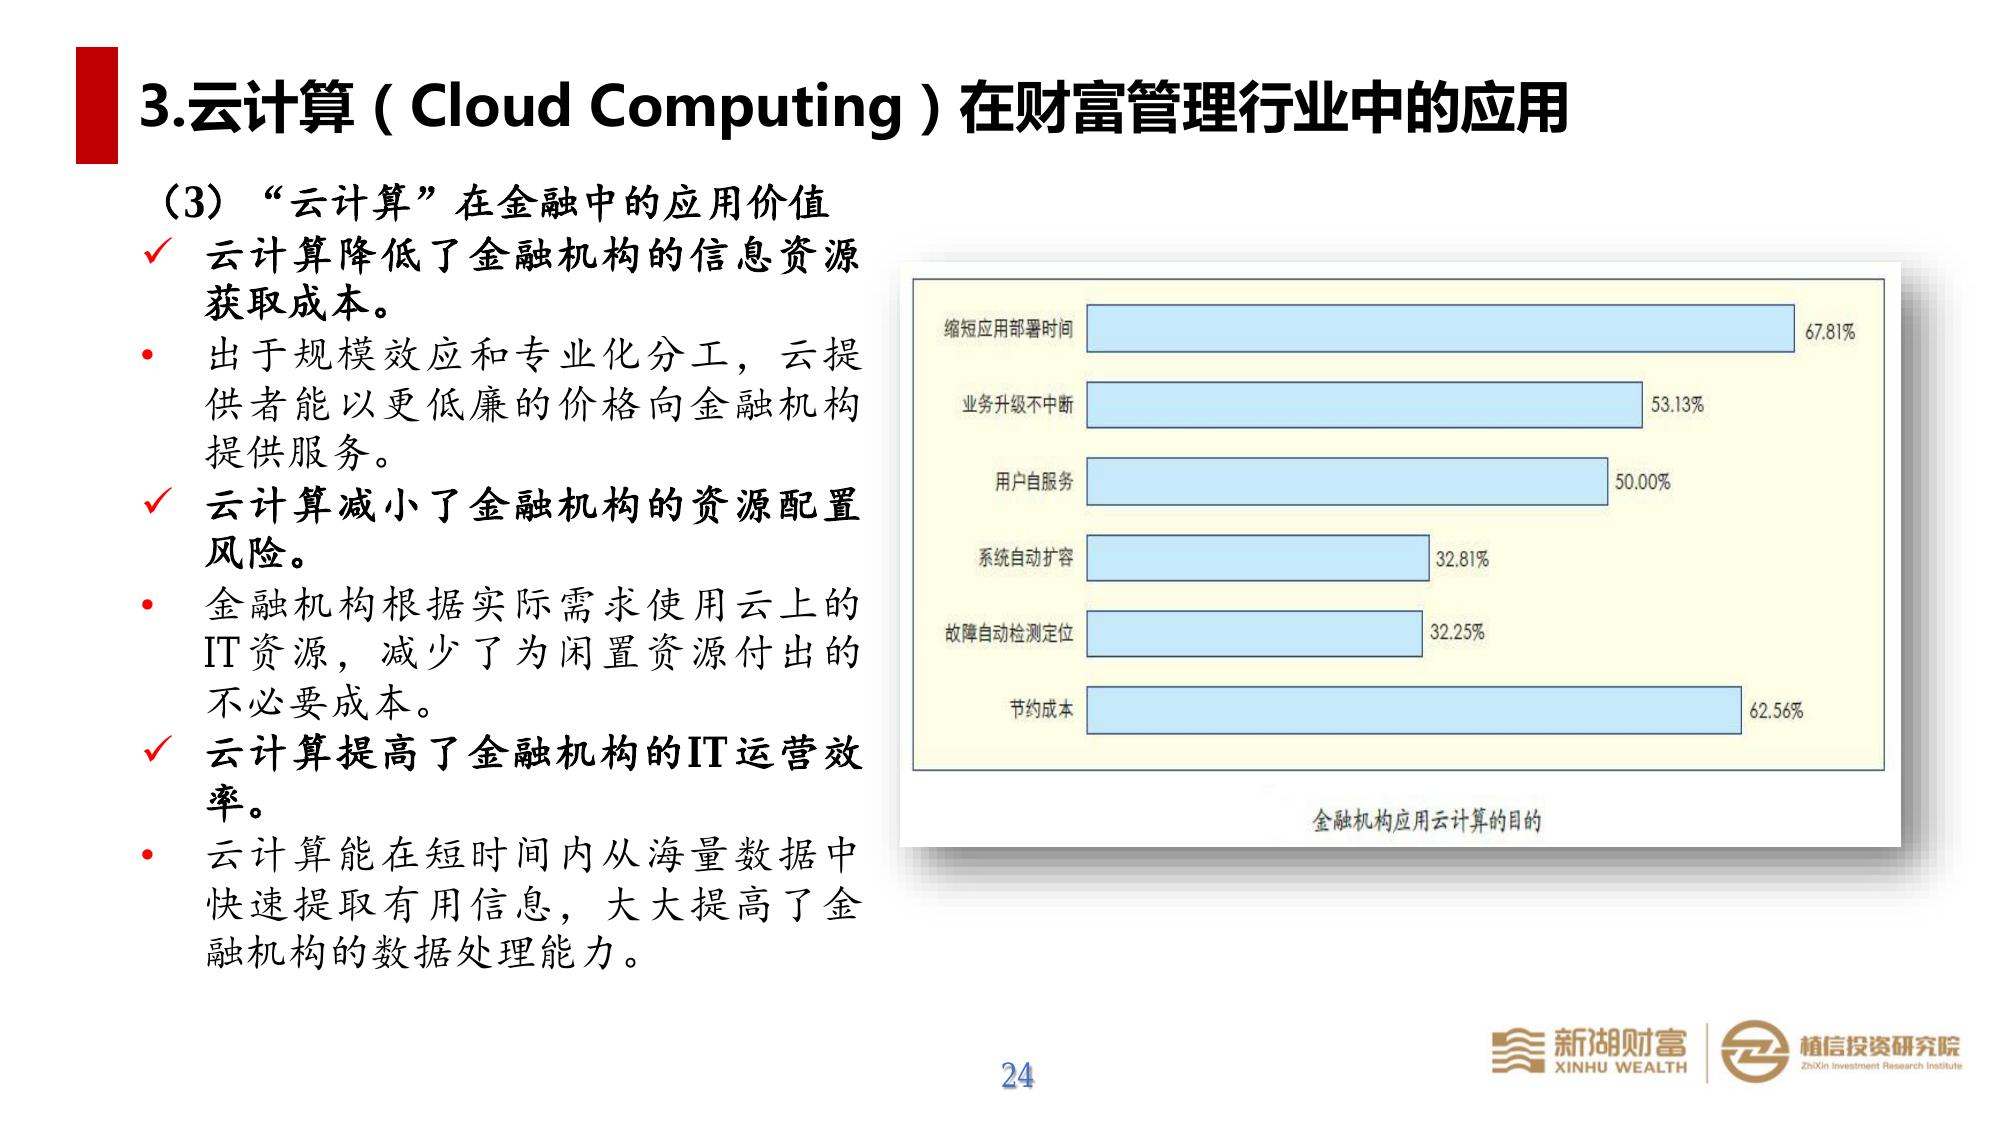 3.云计算（Cloud Computing）在财富管理行业中的应用
（3）“云计算”在金融中的应用价值
✓ 云计算降低了金融机构的信息资源
获取成本。
• 出于规模效应和专业化分工，云提
供者能以更低廉的价格向金融机构
提供服务。
✓ 云计算减小了金融机构的资源配置
风险。
• 金融机构根据实际需求使用云上的
IT资源，减少了为闲置资源付出的
不必要成本。
✓ 云计算提高了金融机构的IT运营效
率。
• 云计算能在短时间内从海量数据中
快速提取有用信息，大大提高了金
融机构的数据处理能力。
缩短应用部署时间 67.81%
业务升级不中断 53.13%
用户自服务 50.00%
系统自动扩容 32.81%
故障自动检测定位 32.25%
节约成本 62.56%
金融机构应用云计算的目的
24
新湖财富
XINHU WEALTH
植信投资研究院
ZhiXin Investment Research Institute